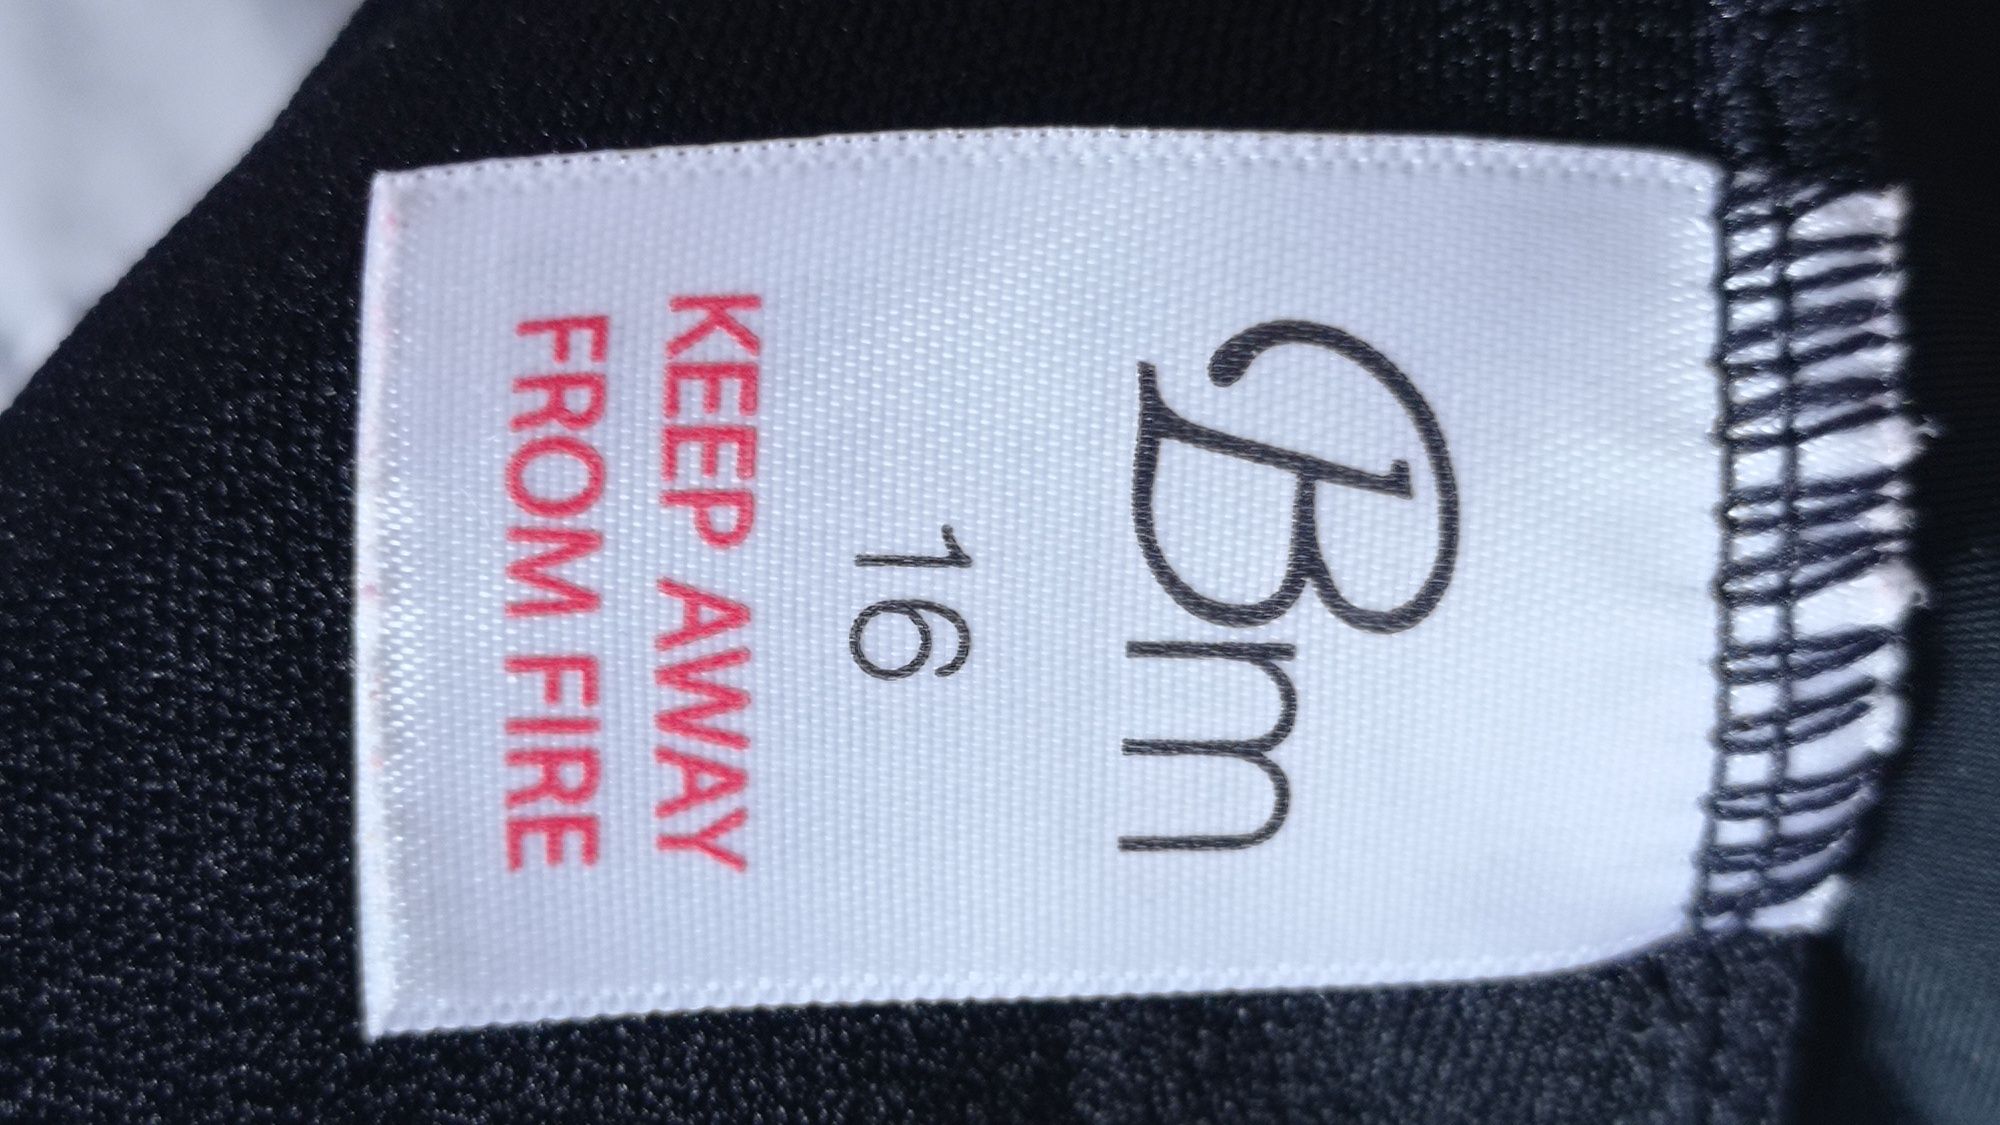 Bm
16
KEEP AWAY
FROM FIRE